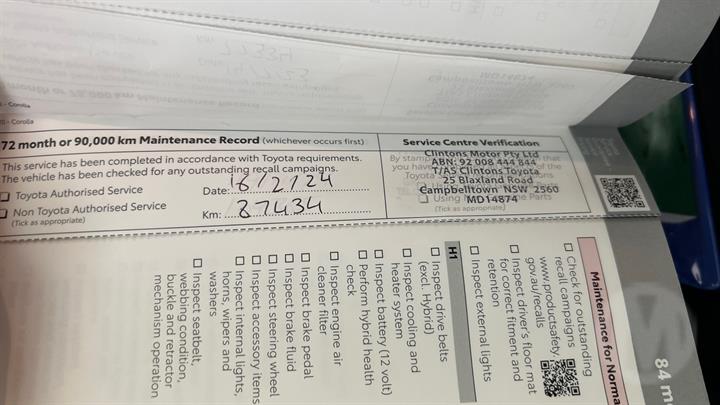 - Corolla
72 month or 90,000 km Maintenance Record (whichever occurs first)
This service has been completed in accordance with Toyota requirements.
The vehicle has been checked for any outstanding recall campaigns.
Toyota Authorised Service
Non Toyota Authorised Service
(Tick as appropriate)
Date: 16/2/24
Km: 87434
Service Centre Verification
Clintons Motor Pty Ltd
ABN: 92 008 444 844
T/AS Clintons Toyota
25 Blaxland Road
Campbelltown NSW 2560
MD14874
(Tick as appropriate)
84 m
Maintenance for Norma
Check for outstanding
recall campaigns
www.productsafety.
gov.au/recalls
Inspect driver's floor mat
for correct fitment and
retention
Inspect external lights
H1
Inspect drive belts
(excl. Hybrid)
Inspect cooling and
heater system
Inspect battery (12 volt)
Perform hybrid health
check
Inspect engine air
cleaner filter
Inspect brake pedal
Inspect brake fluid
Inspect steering wheel
Inspect accessory items
Inspect internal lights,
horns, wipers and
washers
Inspect seatbelt,
webbing condition,
buckle and retractor
mechanism operation